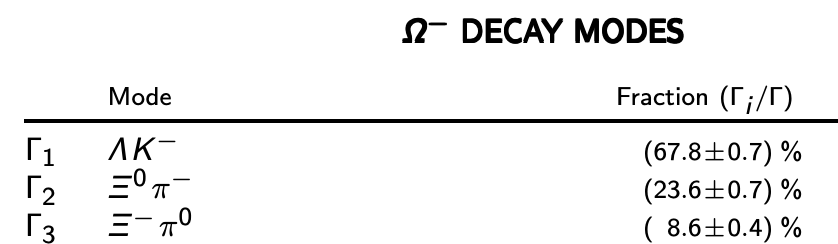 Ω⁻ DECAY MODES
Mode Fraction (Γᵢ/Γ)
Γ₁ ΛK⁻ (67.8±0.7) %
Γ₂ Ξ⁰π⁻ (23.6±0.7) %
Γ₃ Ξ⁻π⁰ ( 8.6±0.4) %